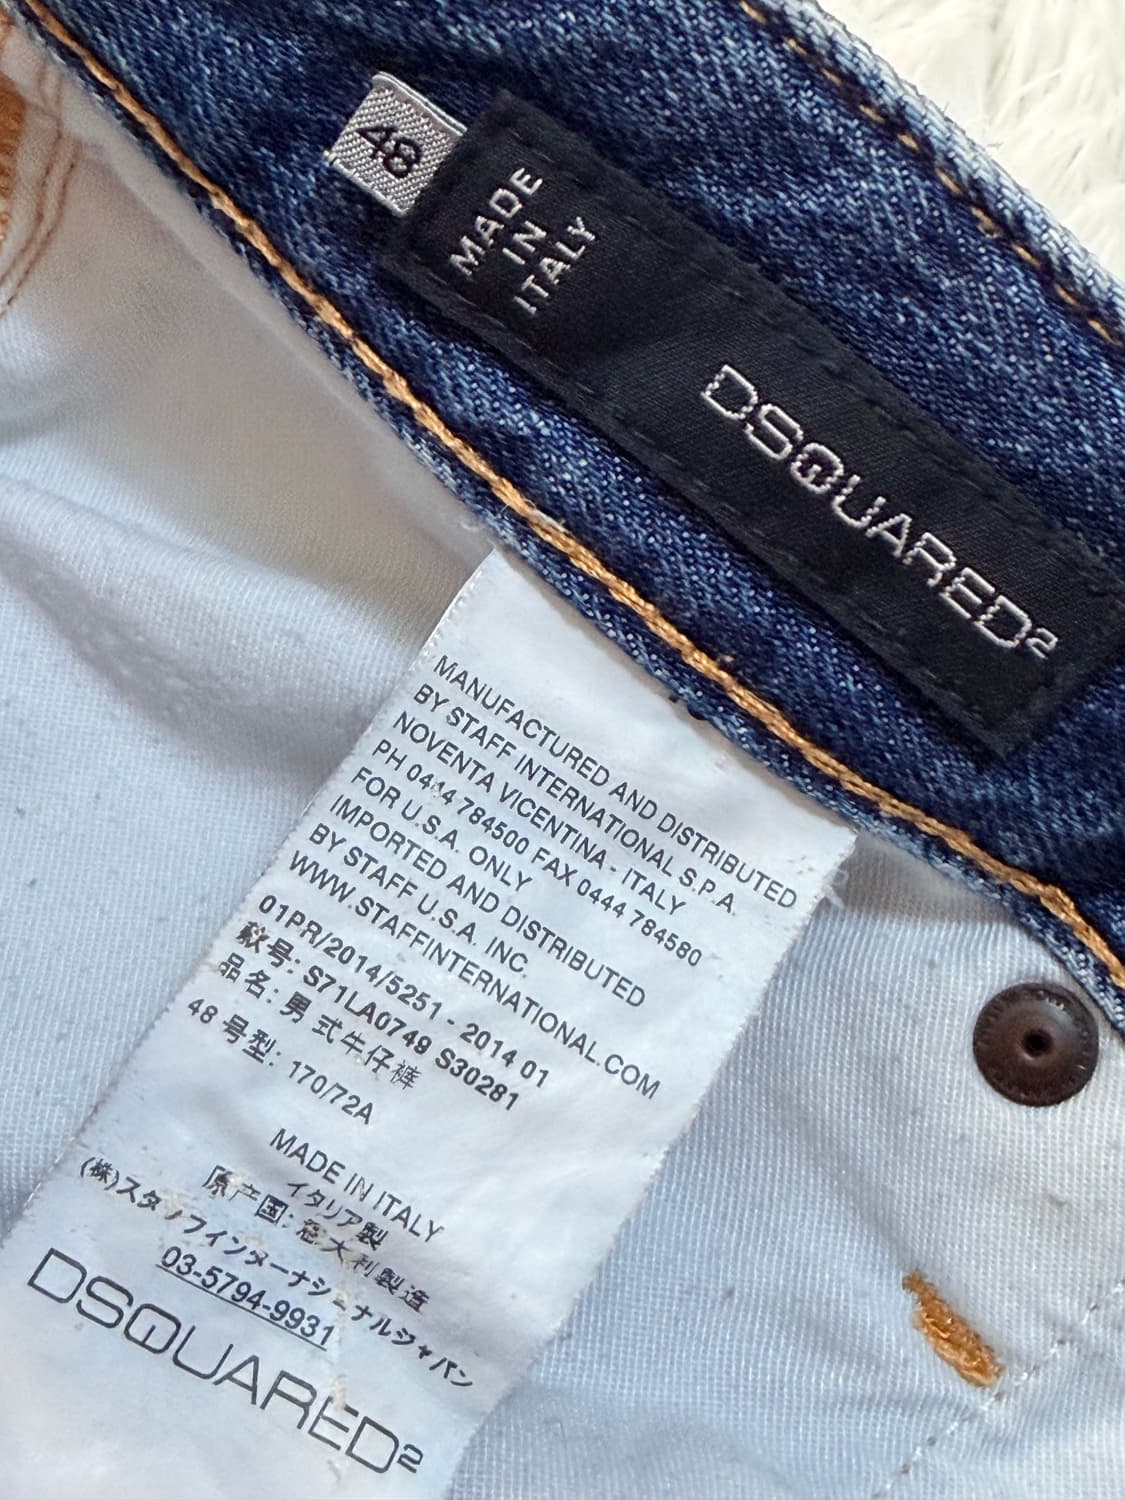 48
MADE
IN
ITALY
DSQUARED2
MANUFACTURED AND DISTRIBUTED
BY STAFF INTERNATIONAL S.P.A.
NOVENTA VICENTINA - ITALY
PH 0444 784500 FAX 0444 784580
FOR U.S.A. ONLY
IMPORTED AND DISTRIBUTED
BY STAFF U.S.A. INC.
WWW.STAFFINTERNATIONAL.COM
01PR/2014/5251 - 2014 01
款号: S71LA0749 S30281
品名: 男 式牛仔裤
48 号型: 170/72A
MADE IN ITALY
イタリア製
原产国: 意大利製造
(株)スタッフインターナショナルジャパン
03-5794-9931
DSQUARED2